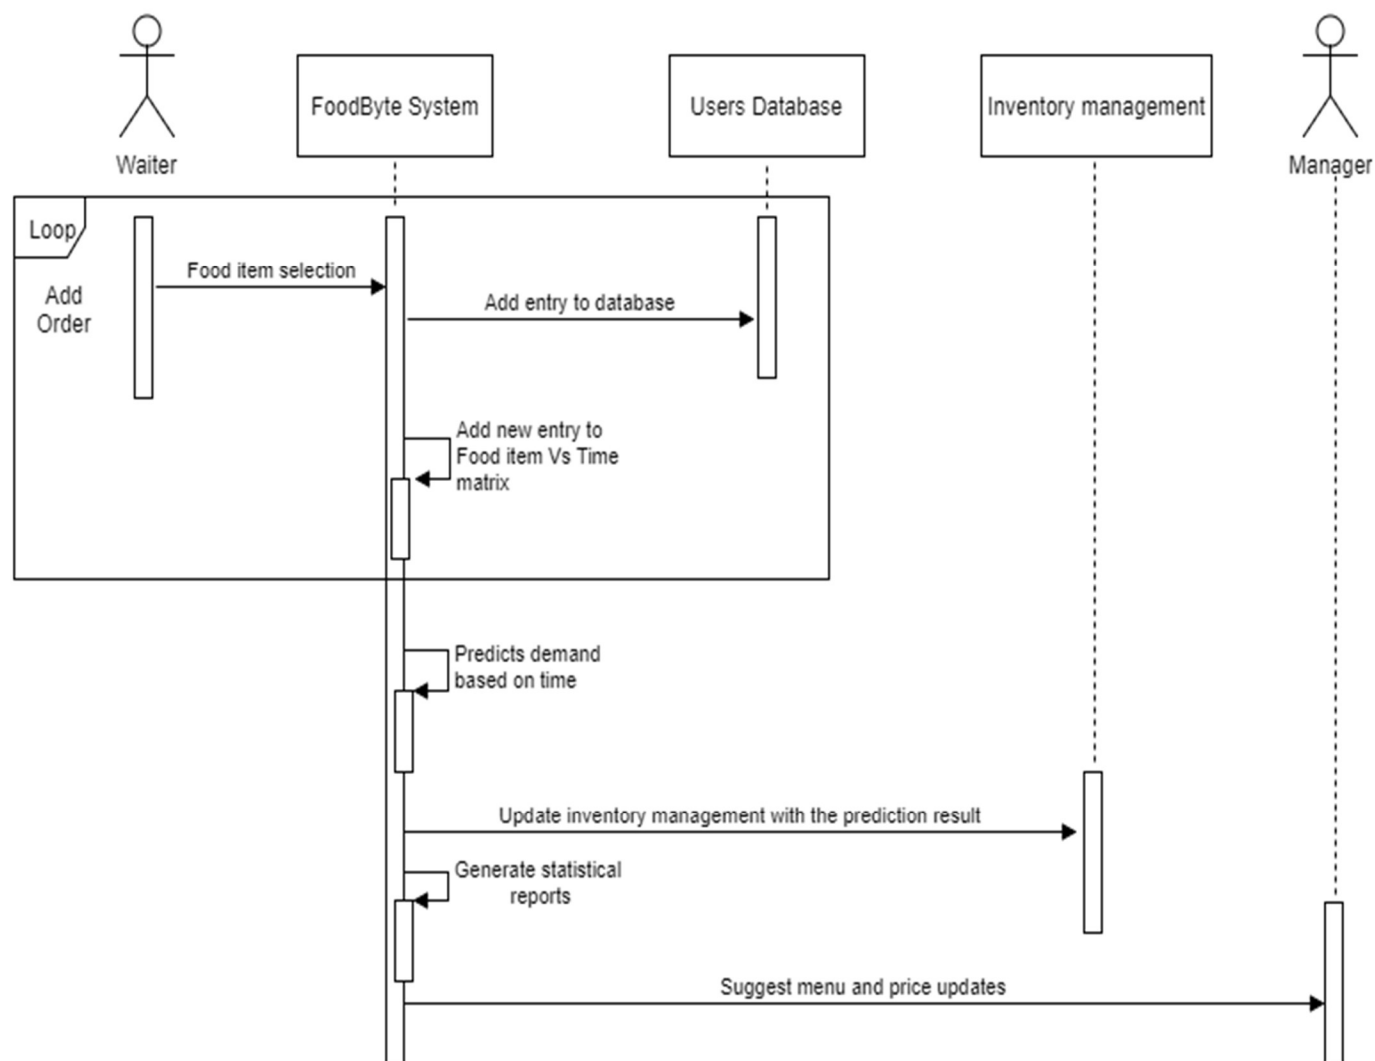 Waiter
FoodByte System
Users Database
Inventory management
Manager
Loop
Add
Order
Food item selection
Add entry to database
Add new entry to
Food item Vs Time
matrix
Predicts demand
based on time
Update inventory management with the prediction result
Generate statistical
reports
Suggest menu and price updates